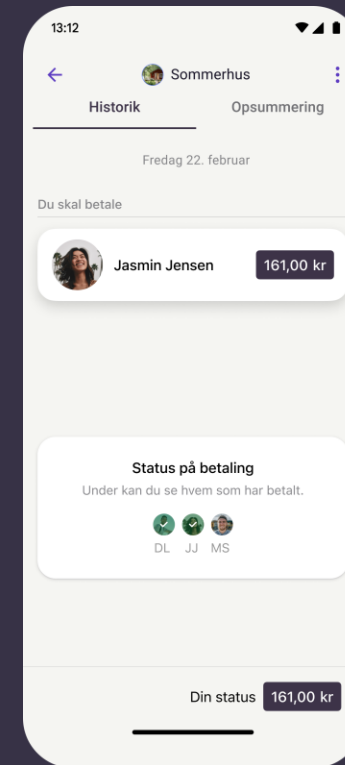 13:12
Sommerhus
Historik Opsummering
Fredag 22. februar
Du skal betale
Jasmin Jensen 161,00 kr
Status på betaling
Under kan du se hvem som har betalt.
DL JJ MS
Din status 161,00 kr